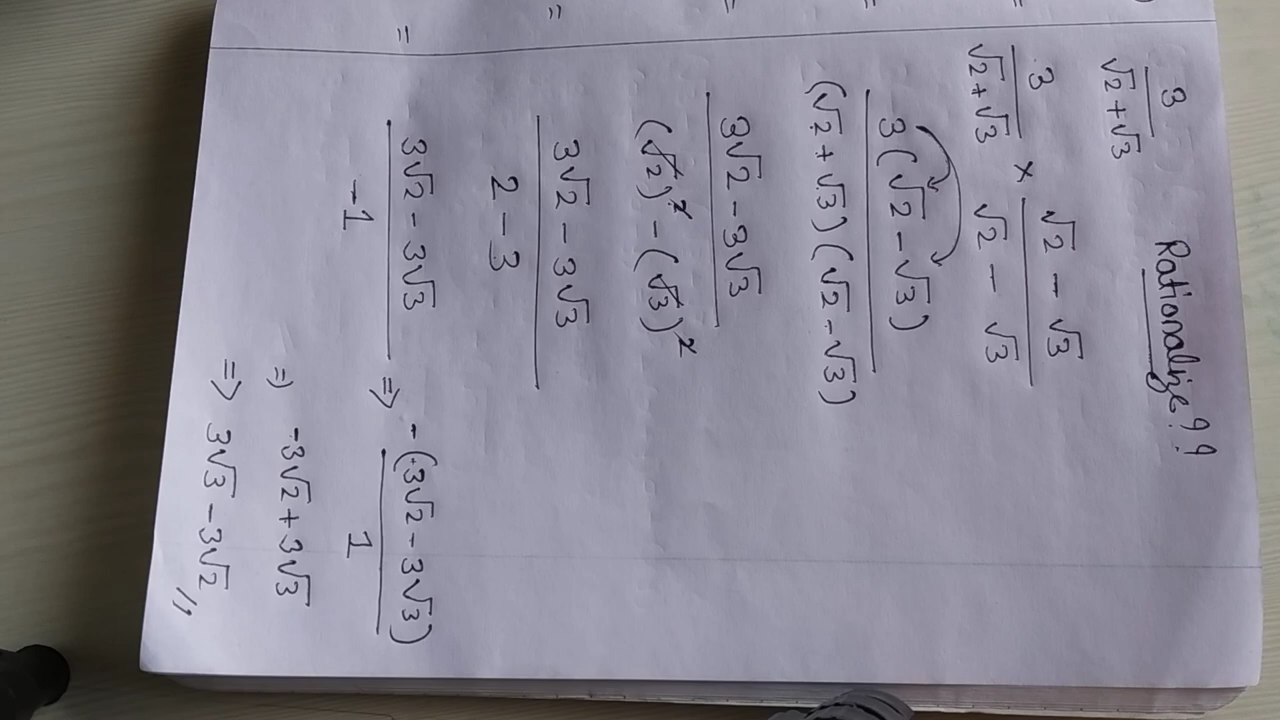 3 / √2+√3 Rationalize??
= 3 / √2+√3 × √2 - √3 / √2 - √3
= 3(√2 - √3) / (√2+√3)(√2-√3)
= 3√2 - 3√3 / (√2)² - (√3)²
= 3√2 - 3√3 / 2 - 3
= 3√2 - 3√3 / -1 => -(3√2 - 3√3) / 1
=> -3√2 + 3√3
=> 3√3 - 3√2 //